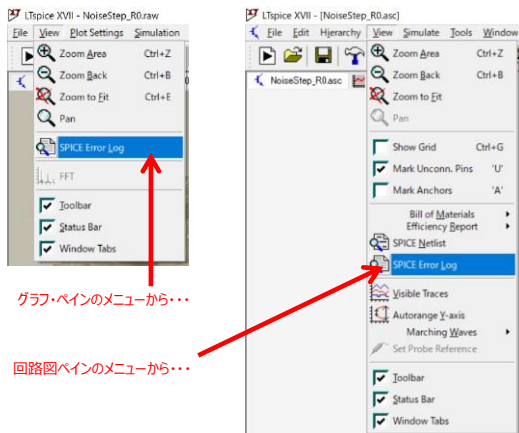 LTspice XVII - NoiseStep_R0.raw
File View Plot Settings Simulation
Zoom Area Ctrl+Z
Zoom Back Ctrl+B
Zoom to Fit Ctrl+E
Pan
SPICE Error Log
FFT
Toolbar
Status Bar
Window Tabs
グラフ・ペインのメニューから・・・
回路図ペインのメニューから・・・
LTspice XVII - [NoiseStep_R0.asc]
File Edit Hierarchy View Simulate Tools Window
NoiseStep_R0.asc
Zoom Area Ctrl+Z
Zoom Back Ctrl+B
Zoom to Fit
Pan
Show Grid Ctrl+G
Mark Unconn. Pins 'U'
Mark Anchors 'A'
Bill of Materials
Efficiency Report
SPICE Netlist
SPICE Error Log
Visible Traces
Autorange Y-axis
Marching Waves
Set Probe Reference
Toolbar
Status Bar
Window Tabs